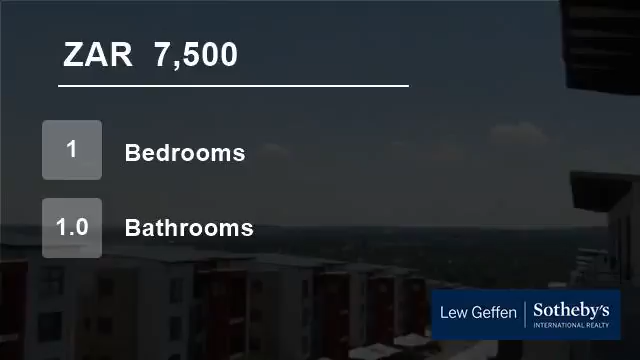 ZAR 7,500
1 Bedrooms
1.0 Bathrooms
Lew Geffen | Sotheby's
INTERNATIONAL REALTY